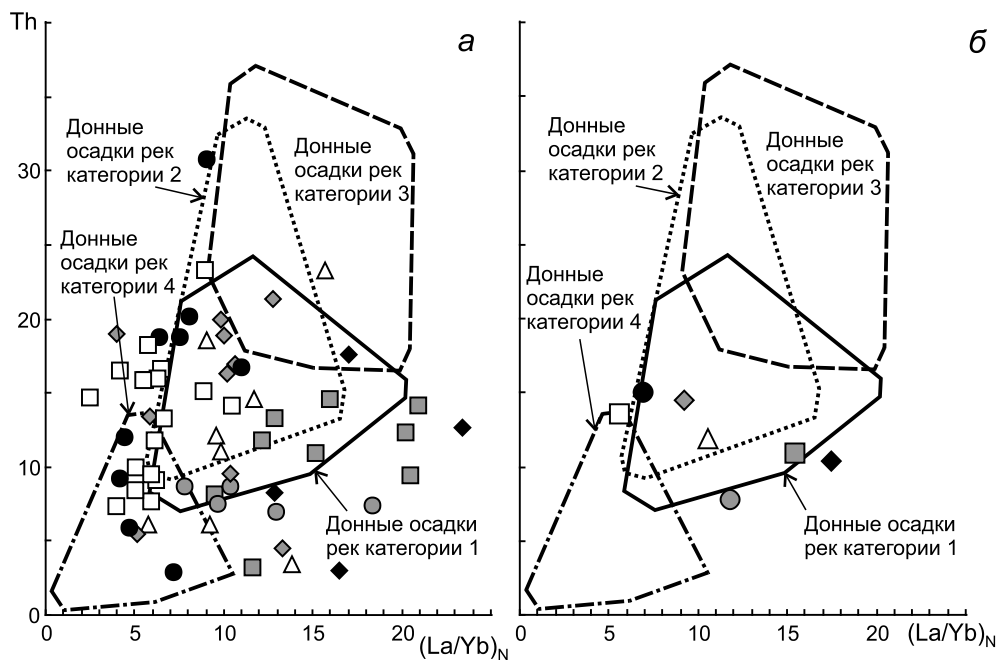 Th
а
б
Донные
осадки рек
категории 2
Донные
осадки рек
категории 3
Донные
осадки рек
категории 4
Донные осадки
рек категории 1
30
20
10
0
0
5
10
15
20
(La/Yb)N
Донные
осадки рек
категории 2
Донные
осадки рек
категории 3
Донные
осадки рек
категории 4
Донные осадки
рек категории 1
0
5
10
15
20
(La/Yb)N